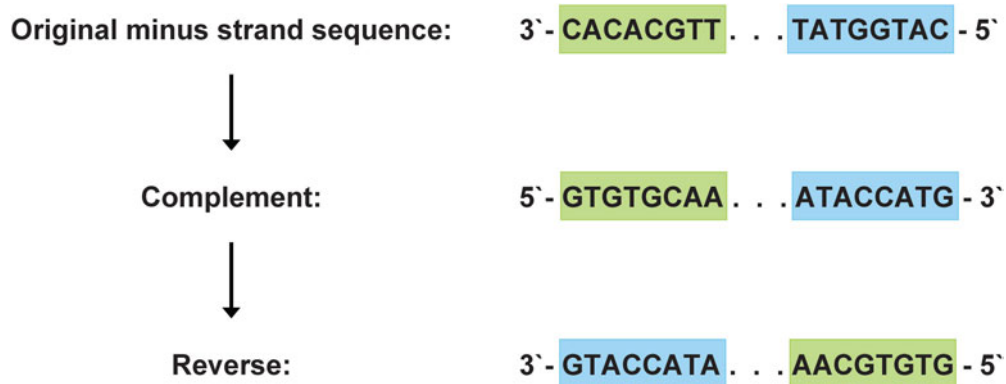 Original minus strand sequence: 3`- CACACGTT . . . TATGGTAC - 5`
Complement: 5`- GTGTGCAA . . . ATACCATG - 3`
Reverse: 3`- GTACCATA . . . AACGTGTG - 5`